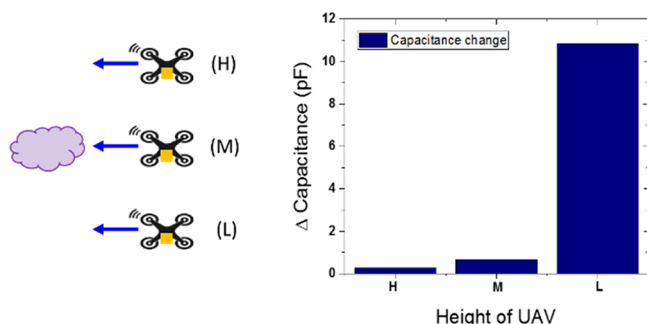 (H)
(M)
(L)
Capacitance change
Δ Capacitance (pF)
12
10
8
6
4
2
0
H M L
Height of UAV